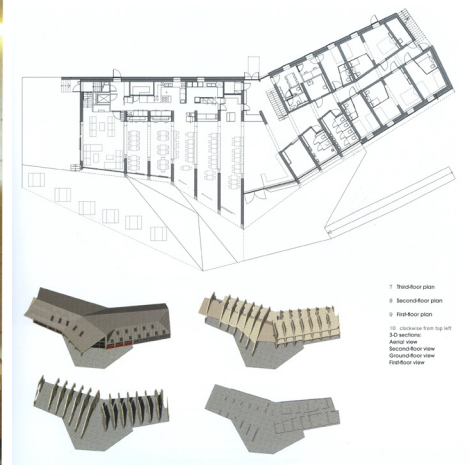 7 Third-floor plan
8 Second-floor plan
9 First-floor plan
10 clockwise from top left
3-D sections:
Aerial view
Second-floor view
Ground-floor view
First-floor view